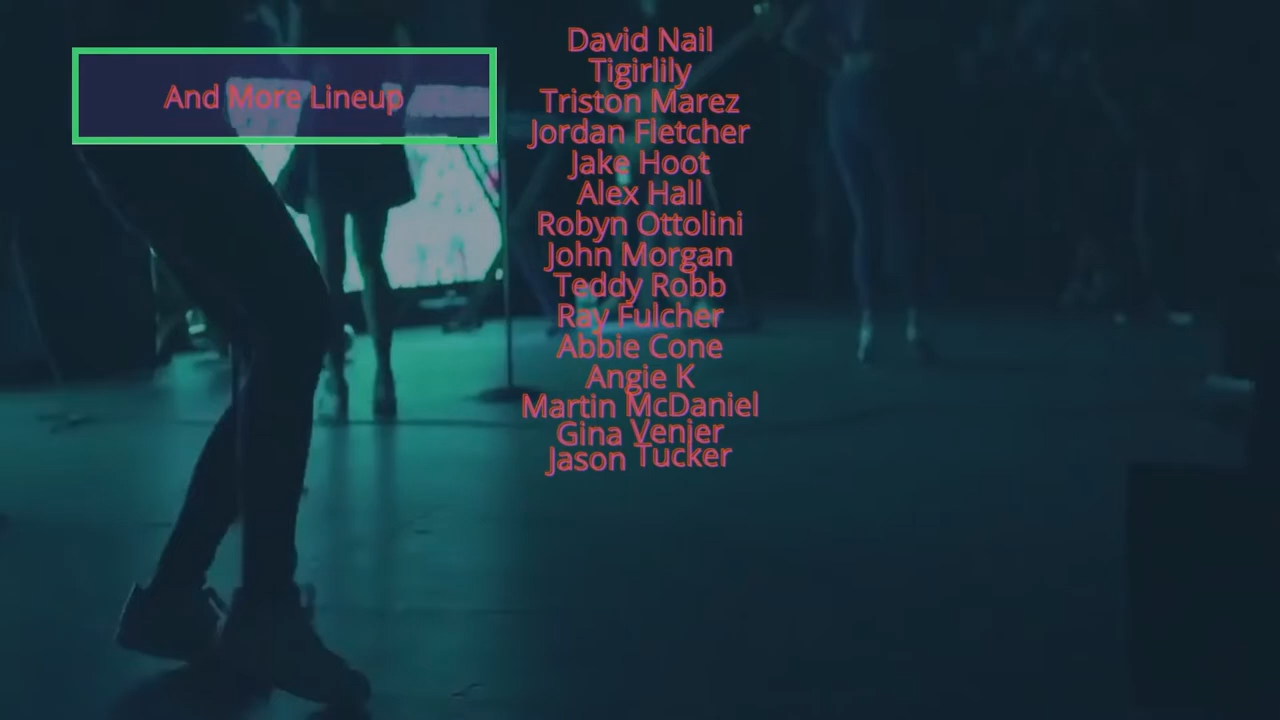 And More Lineup
David Nail
Tigirlily
Triston Marez
Jordan Fletcher
Jake Hoot
Alex Hall
Robyn Ottolini
John Morgan
Teddy Robb
Ray Fulcher
Abbie Cone
Angie K
Martin McDaniel
Gina Venier
Jason Tucker